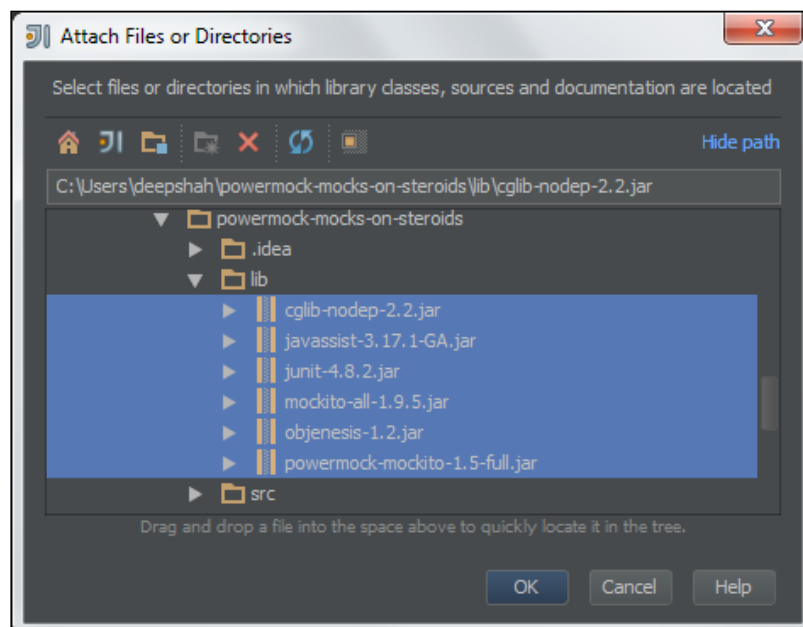 Attach Files or Directories
Select files or directories in which library classes, sources and documentation are located
Hide path
C:\Users\deepshah\powermock-mocks-on-steroids\lib\cglib-nodep-2.2.jar
powermock-mocks-on-steroids
.idea
lib
cglib-nodep-2.2.jar
javassist-3.17.1-GA.jar
junit-4.8.2.jar
mockito-all-1.9.5.jar
objenesis-1.2.jar
powermock-mockito-1.5-full.jar
src
Drag and drop a file into the space above to quickly locate it in the tree.
OK Cancel Help